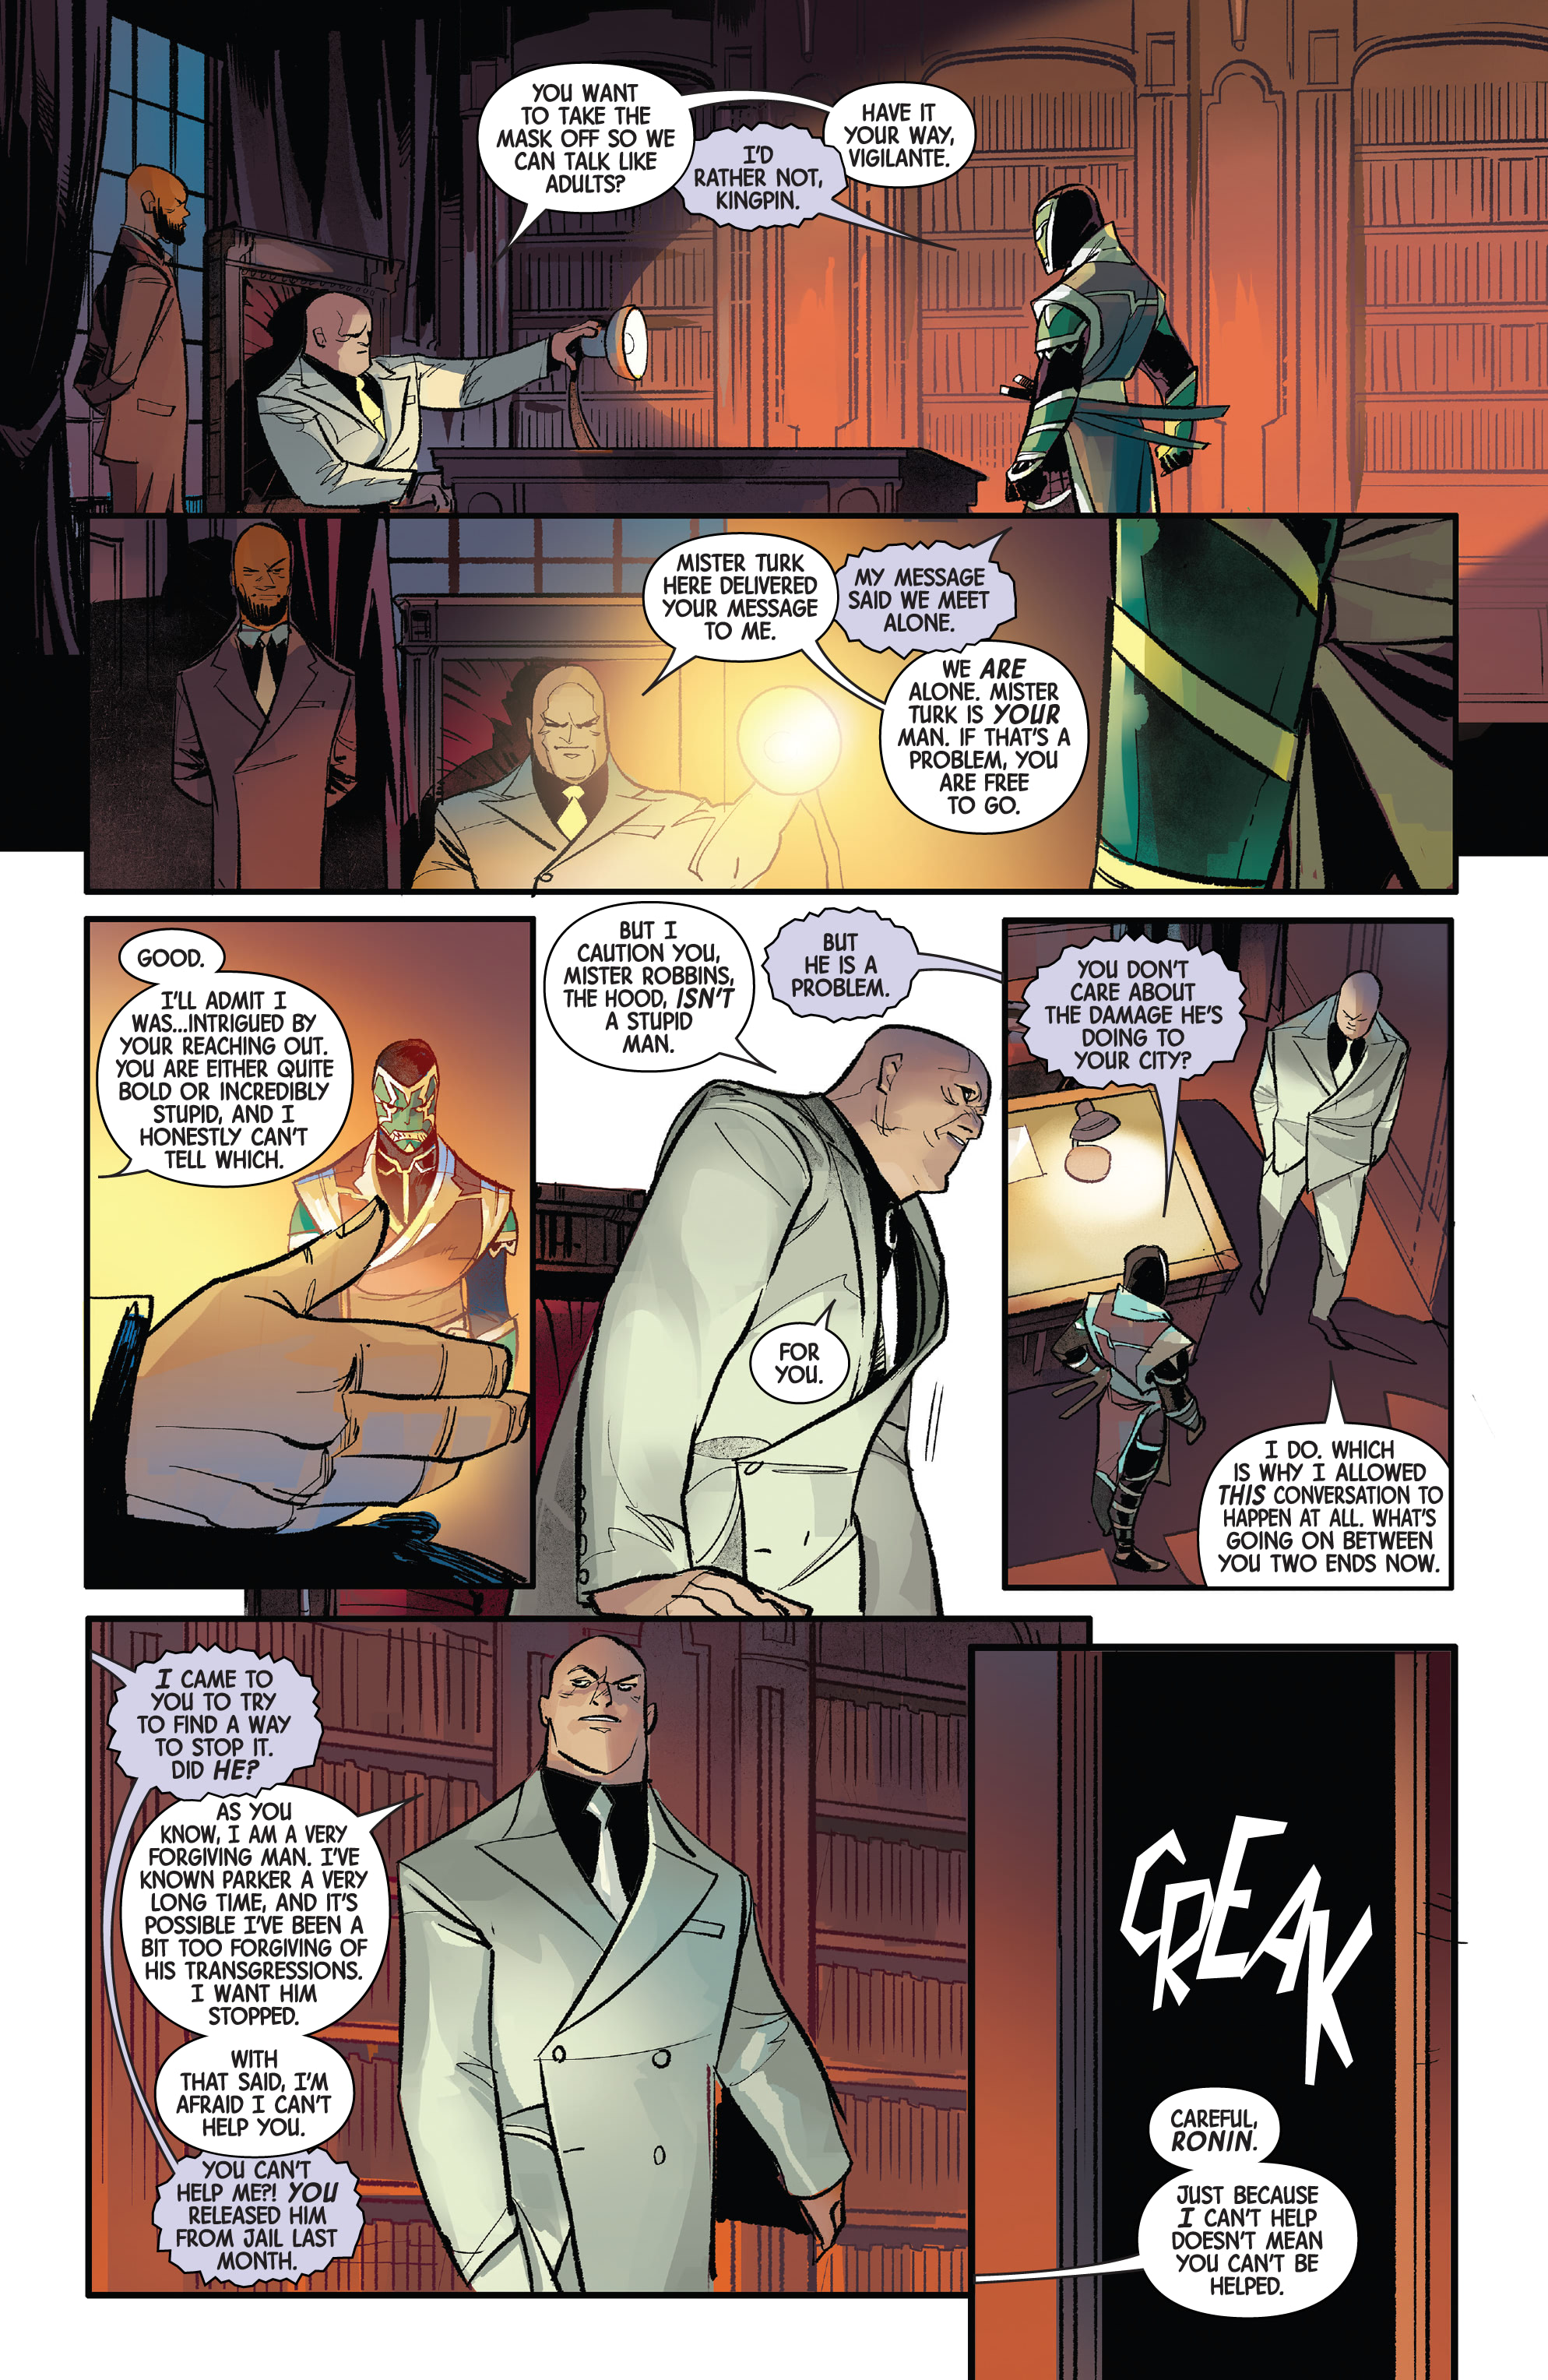 YOU WANT
TO TAKE THE
MASK OFF SO WE
CAN TALK LIKE
ADULTS?
I'D
RATHER NOT,
KINGPIN.
HAVE IT
YOUR WAY,
VIGILANTE.
MISTER TURK
HERE DELIVERED
YOUR MESSAGE
TO ME.
MY MESSAGE
SAID WE MEET
ALONE.
WE ARE
ALONE. MISTER
TURK IS YOUR
MAN. IF THAT'S A
PROBLEM, YOU
ARE FREE
TO GO.
GOOD.
I'LL ADMIT I
WAS...INTRIGUED BY
YOUR REACHING OUT.
YOU ARE EITHER QUITE
BOLD OR INCREDIBLY
STUPID, AND I
HONESTLY CAN'T
TELL WHICH.
BUT I
CAUTION YOU,
MISTER ROBBINS,
THE HOOD, ISN'T
A STUPID
MAN.
BUT
HE IS A
PROBLEM.
FOR
YOU.
YOU DON'T
CARE ABOUT
THE DAMAGE HE'S
DOING TO
YOUR CITY?
I DO. WHICH
IS WHY I ALLOWED
THIS CONVERSATION TO
HAPPEN AT ALL. WHAT'S
GOING ON BETWEEN
YOU TWO ENDS NOW.
I CAME TO
YOU TO TRY
TO FIND A WAY
TO STOP IT.
DID HE?
AS YOU
KNOW, I AM A VERY
FORGIVING MAN. I'VE
KNOWN PARKER A VERY
LONG TIME, AND IT'S
POSSIBLE I'VE BEEN A
BIT TOO FORGIVING OF
HIS TRANSGRESSIONS.
I WANT HIM
STOPPED.
WITH
THAT SAID, I'M
AFRAID I CAN'T
HELP YOU.
YOU CAN'T
HELP ME?! YOU
RELEASED HIM
FROM JAIL LAST
MONTH.
CREAK
CAREFUL,
RONIN.
JUST BECAUSE
I CAN'T HELP
DOESN'T MEAN
YOU CAN'T BE
HELPED.